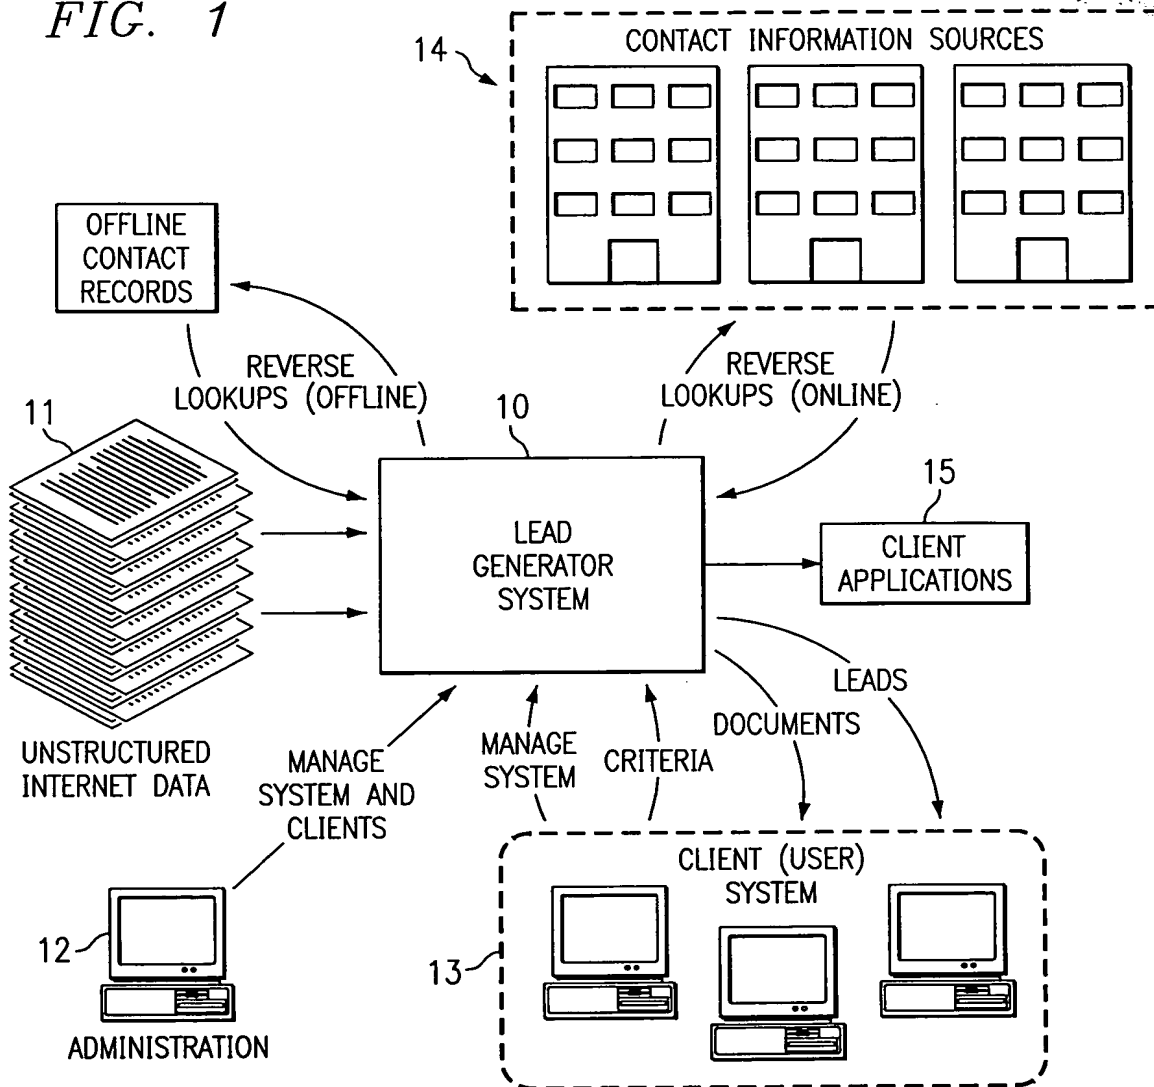 FIG. 1
14
CONTACT INFORMATION SOURCES
OFFLINE
CONTACT
RECORDS
REVERSE
LOOKUPS (OFFLINE)
REVERSE
LOOKUPS (ONLINE)
11
10
15
LEAD
GENERATOR
SYSTEM
CLIENT
APPLICATIONS
LEADS
DOCUMENTS
UNSTRUCTURED
INTERNET DATA
MANAGE
SYSTEM AND
CLIENTS
MANAGE
SYSTEM
CRITERIA
CLIENT (USER)
SYSTEM
12
13
ADMINISTRATION